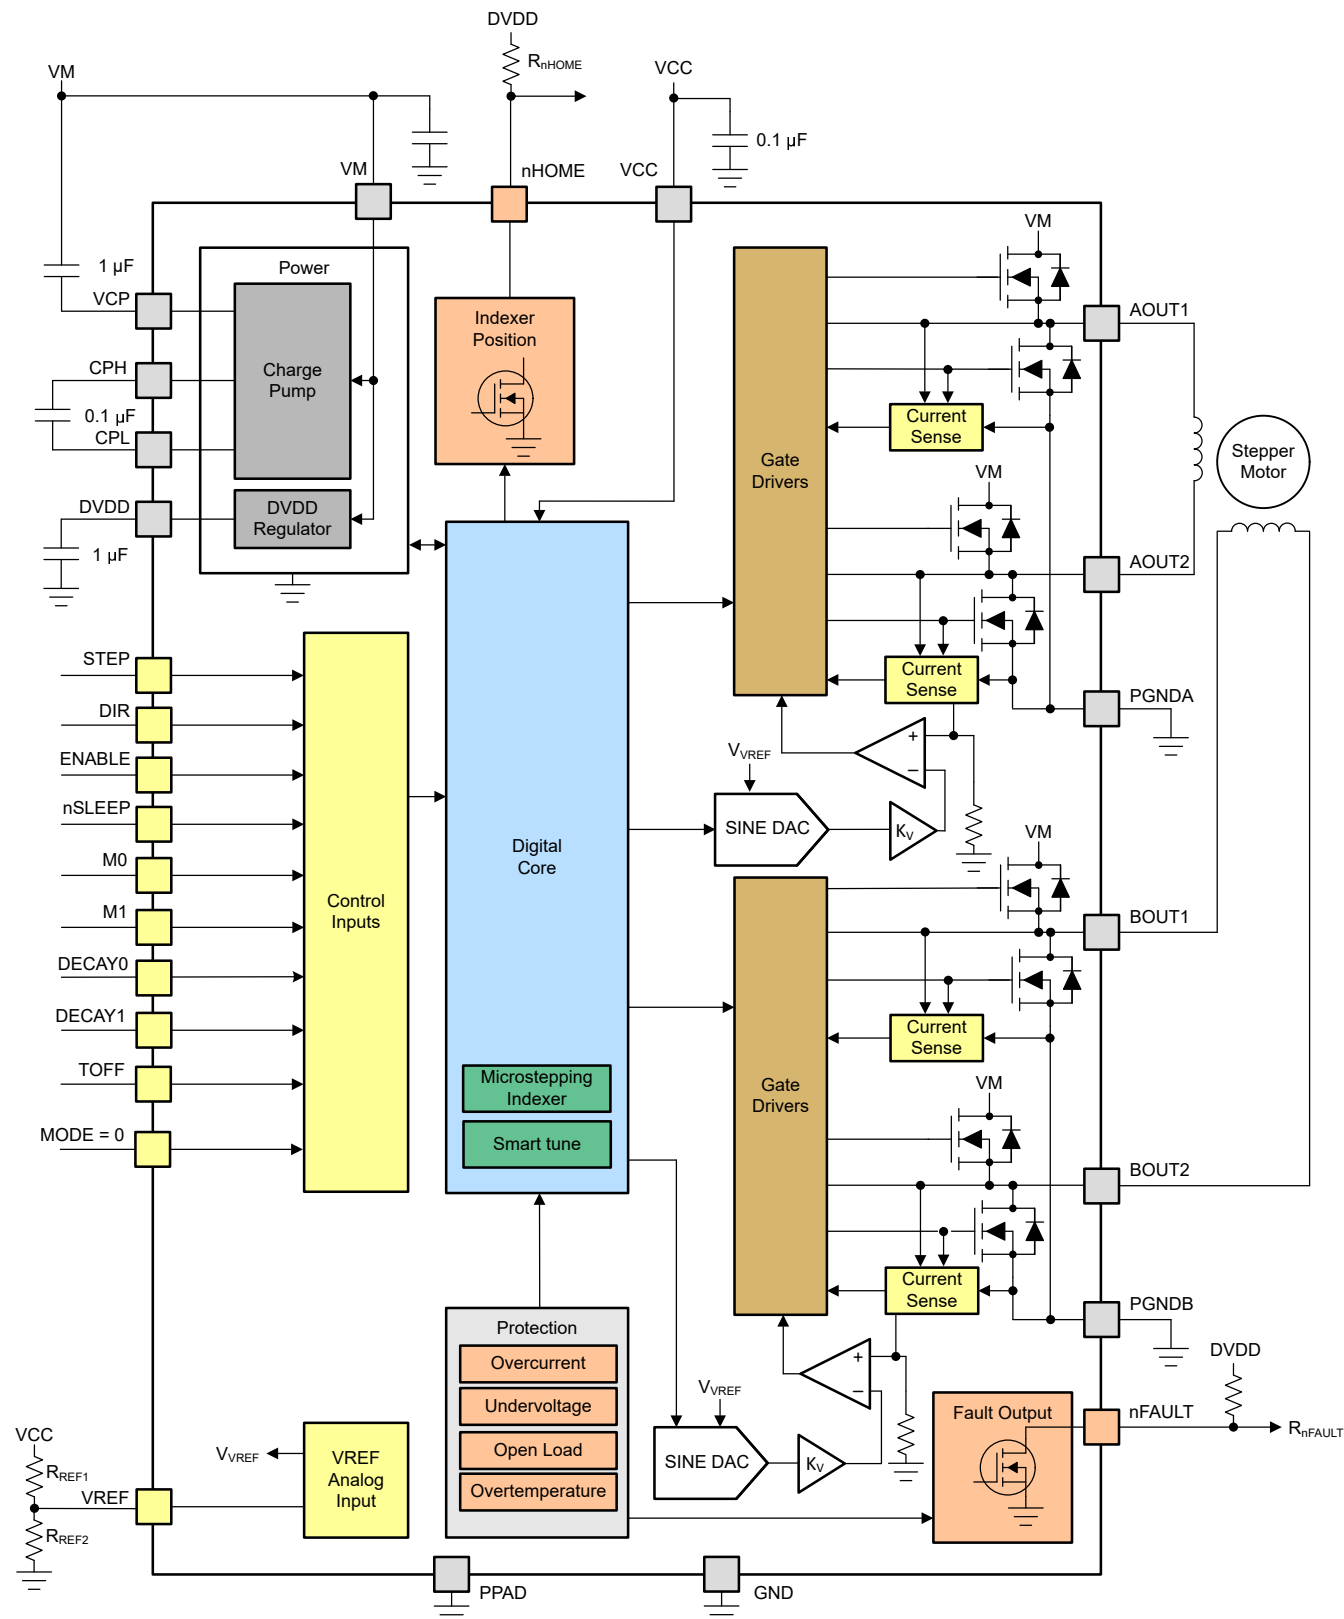 DVDD
RnHOME
VM
VCC
0.1 µF
VM
nHOME
VCC
1 µF
VCP
CPH
0.1 µF
CPL
DVDD
1 µF
Power
Charge
Pump
DVDD
Regulator
Indexer
Position
VM
AOUT1
Current
Sense
Gate
Drivers
VM
Stepper
Motor
AOUT2
Current
Sense
PGNDA
STEP
DIR
ENABLE
nSLEEP
M0
M1
DECAY0
DECAY1
TOFF
MODE = 0
Control
Inputs
Digital
Core
Microstepping
Indexer
Smart tune
VVREF
SINE DAC
KV
+
−
VM
BOUT1
Current
Sense
Gate
Drivers
VM
BOUT2
Current
Sense
PGNDB
Protection
Overcurrent
Undervoltage
Open Load
Overtemperature
VVREF
SINE DAC
KV
+
−
DVDD
Fault Output
nFAULT
RnFAULT
VCC
RREF1
VREF
RREF2
VVREF
VREF
Analog
Input
PPAD
GND